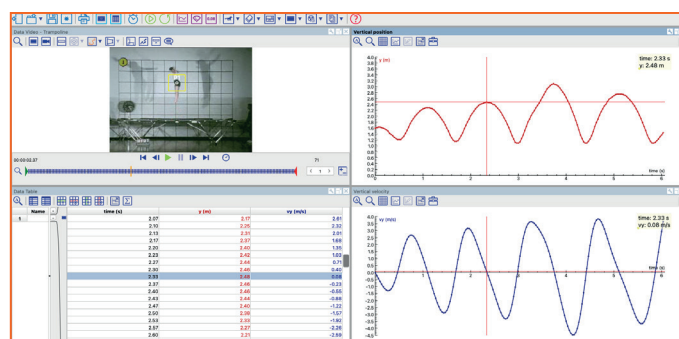 Data Video - Trampoline
00:00:02.37
71
1
Data Table
Name
time (s)
y (m)
vy (m/s)
1
2.07 2.17 2.61
2.10 2.26 2.32
2.13 2.31 2.01
2.17 2.37 1.68
2.20 2.40 1.35
2.23 2.42 1.03
2.27 2.44 0.71
2.30 2.46 0.40
2.33 2.48 0.08
2.37 2.48 -0.23
2.40 2.46 -0.55
2.43 2.44 -0.88
2.47 2.40 -1.22
2.50 2.38 -1.57
2.53 2.33 -1.92
2.57 2.27 -2.26
2.60 2.21 -2.59
Vertical position
y (m)
time: 2.33 s
y: 2.48 m
4.0
3.8
3.6
3.4
3.2
3.0
2.8
2.6
2.4
2.2
2.0
1.8
1.6
1.4
1.2
1.0
0.8
0.6
0.4
0.2
0.0
0 1 2 3 4 5 6
time (s)
Vertical velocity
vy (m/s)
time: 2.33 s
vy: 0.08 m/s
4.0
3.5
3.0
2.5
2.0
1.5
1.0
0.5
0.0
time (s)
-0.5
-1.0
-1.5
-2.0
-2.5
-3.0
-3.5
-4.0
-4.5
0 1 2 3 4 5 6